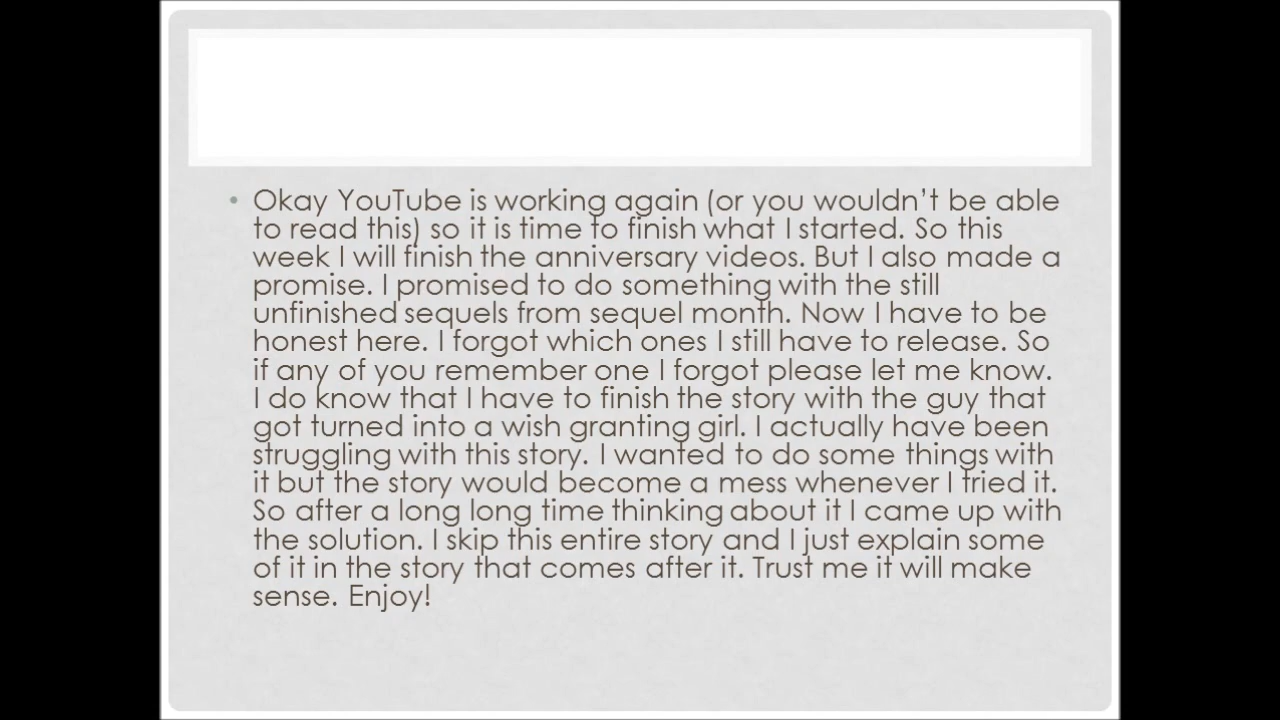 • Okay YouTube is working again (or you wouldn't be able
to read this) so it is time to finish what I started. So this
week I will finish the anniversary videos. But I also made a
promise. I promised to do something with the still
unfinished sequels from sequel month. Now I have to be
honest here. I forgot which ones I still have to release. So
if any of you remember one I forgot please let me know.
I do know that I have to finish the story with the guy that
got turned into a wish granting girl. I actually have been
struggling with this story. I wanted to do some things with
it but the story would become a mess whenever I tried it.
So after a long long time thinking about it I came up with
the solution. I skip this entire story and I just explain some
of it in the story that comes after it. Trust me it will make
sense. Enjoy!